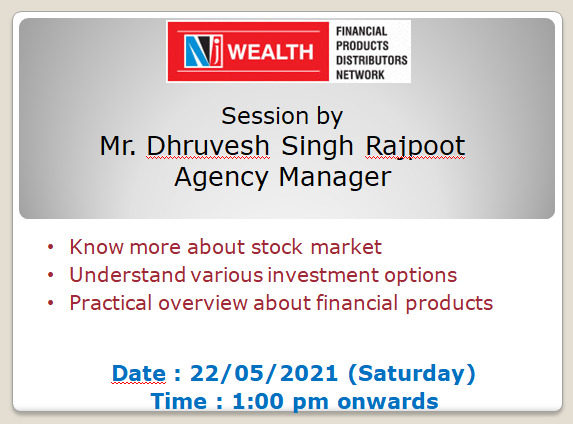 Nj WEALTH
FINANCIAL
PRODUCTS
DISTRIBUTORS
NETWORK
Session by
Mr. Dhruvesh Singh Rajpoot
Agency Manager
• Know more about stock market
• Understand various investment options
• Practical overview about financial products
Date : 22/05/2021 (Saturday)
Time : 1:00 pm onwards